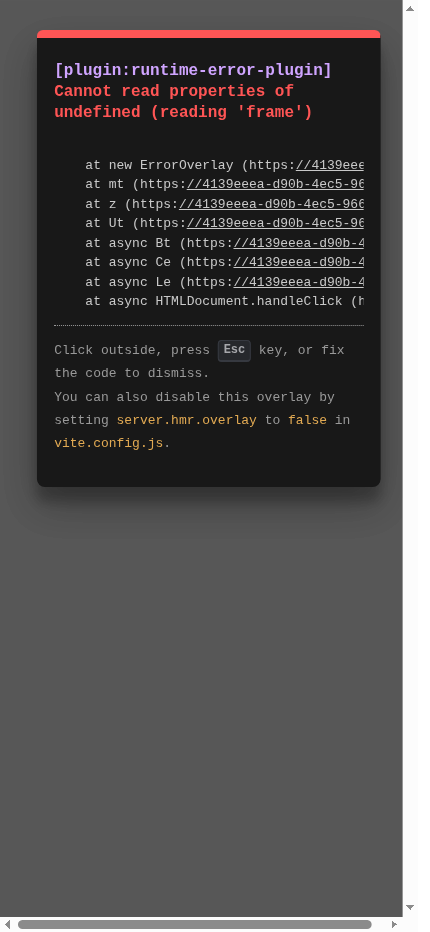 [plugin:runtime-error-plugin]
Cannot read properties of
undefined (reading 'frame')
at new ErrorOverlay (https://4139eee
at mt (https://4139eeea-d90b-4ec5-96
at z (https://4139eeea-d90b-4ec5-966
at Ut (https://4139eeea-d90b-4ec5-96
at async Bt (https://4139eeea-d90b-4
at async Ce (https://4139eeea-d90b-4
at async Le (https://4139eeea-d90b-4
at async HTMLDocument.handleClick (h
Click outside, press Esc key, or fix
the code to dismiss.
You can also disable this overlay by
setting server.hmr.overlay to false in
vite.config.js.